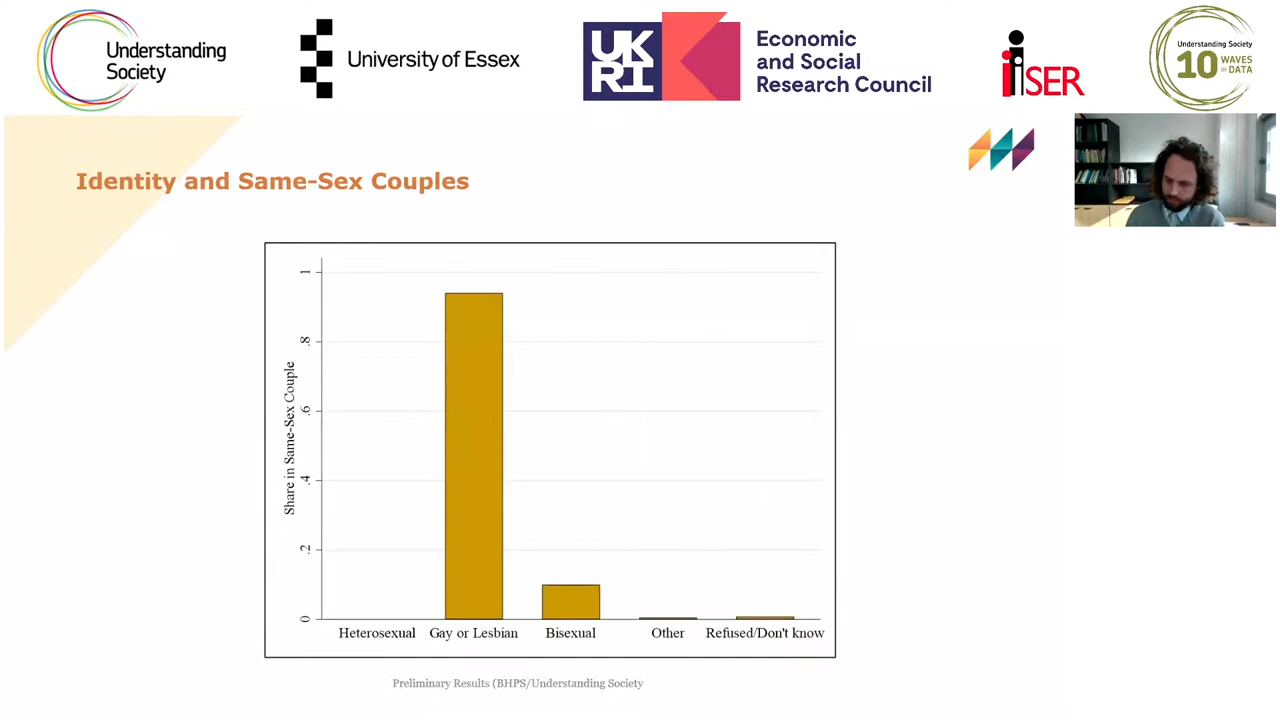 Understanding
Society
University of Essex
UK
RI
Economic
and Social
Research Council
iSER
Understanding Society
10 WAVES
OF DATA
Identity and Same-Sex Couples
Share in Same-Sex Couple
1
.8
.6
.4
.2
0
Heterosexual Gay or Lesbian Bisexual Other Refused/Don't know
Preliminary Results (BHPS/Understanding Society